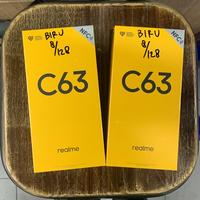 NFC
BIRU
8/128
C63
realme
NFC
BIRU
8/128
C63
realme